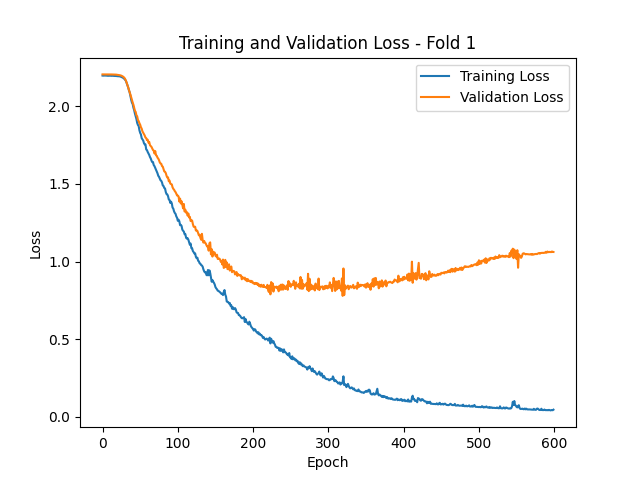 Training and Validation Loss - Fold 1
Training Loss
Validation Loss
2.0
1.5
1.0
0.5
0.0
Loss
0 100 200 300 400 500 600
Epoch